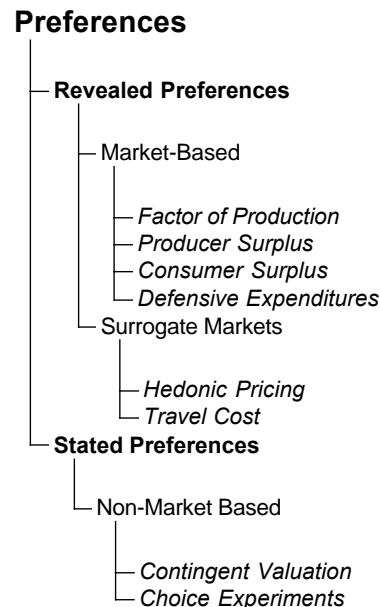 Preferences
Revealed Preferences
Market-Based
Factor of Production
Producer Surplus
Consumer Surplus
Defensive Expenditures
Surrogate Markets
Hedonic Pricing
Travel Cost
Stated Preferences
Non-Market Based
Contingent Valuation
Choice Experiments